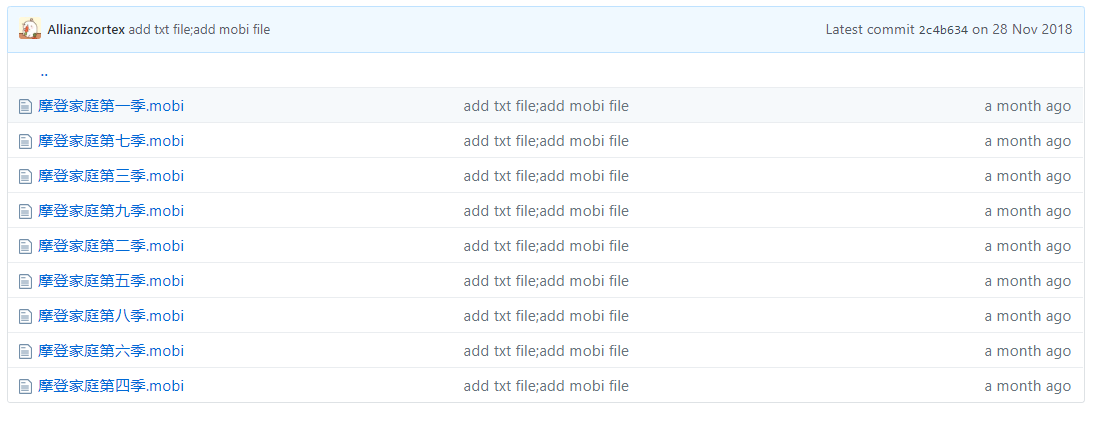 Allianzcortex add txt file;add mobi file Latest commit 2c4b634 on 28 Nov 2018
..
摩登家庭第一季.mobi add txt file;add mobi file a month ago
摩登家庭第七季.mobi add txt file;add mobi file a month ago
摩登家庭第三季.mobi add txt file;add mobi file a month ago
摩登家庭第九季.mobi add txt file;add mobi file a month ago
摩登家庭第二季.mobi add txt file;add mobi file a month ago
摩登家庭第五季.mobi add txt file;add mobi file a month ago
摩登家庭第八季.mobi add txt file;add mobi file a month ago
摩登家庭第六季.mobi add txt file;add mobi file a month ago
摩登家庭第四季.mobi add txt file;add mobi file a month ago